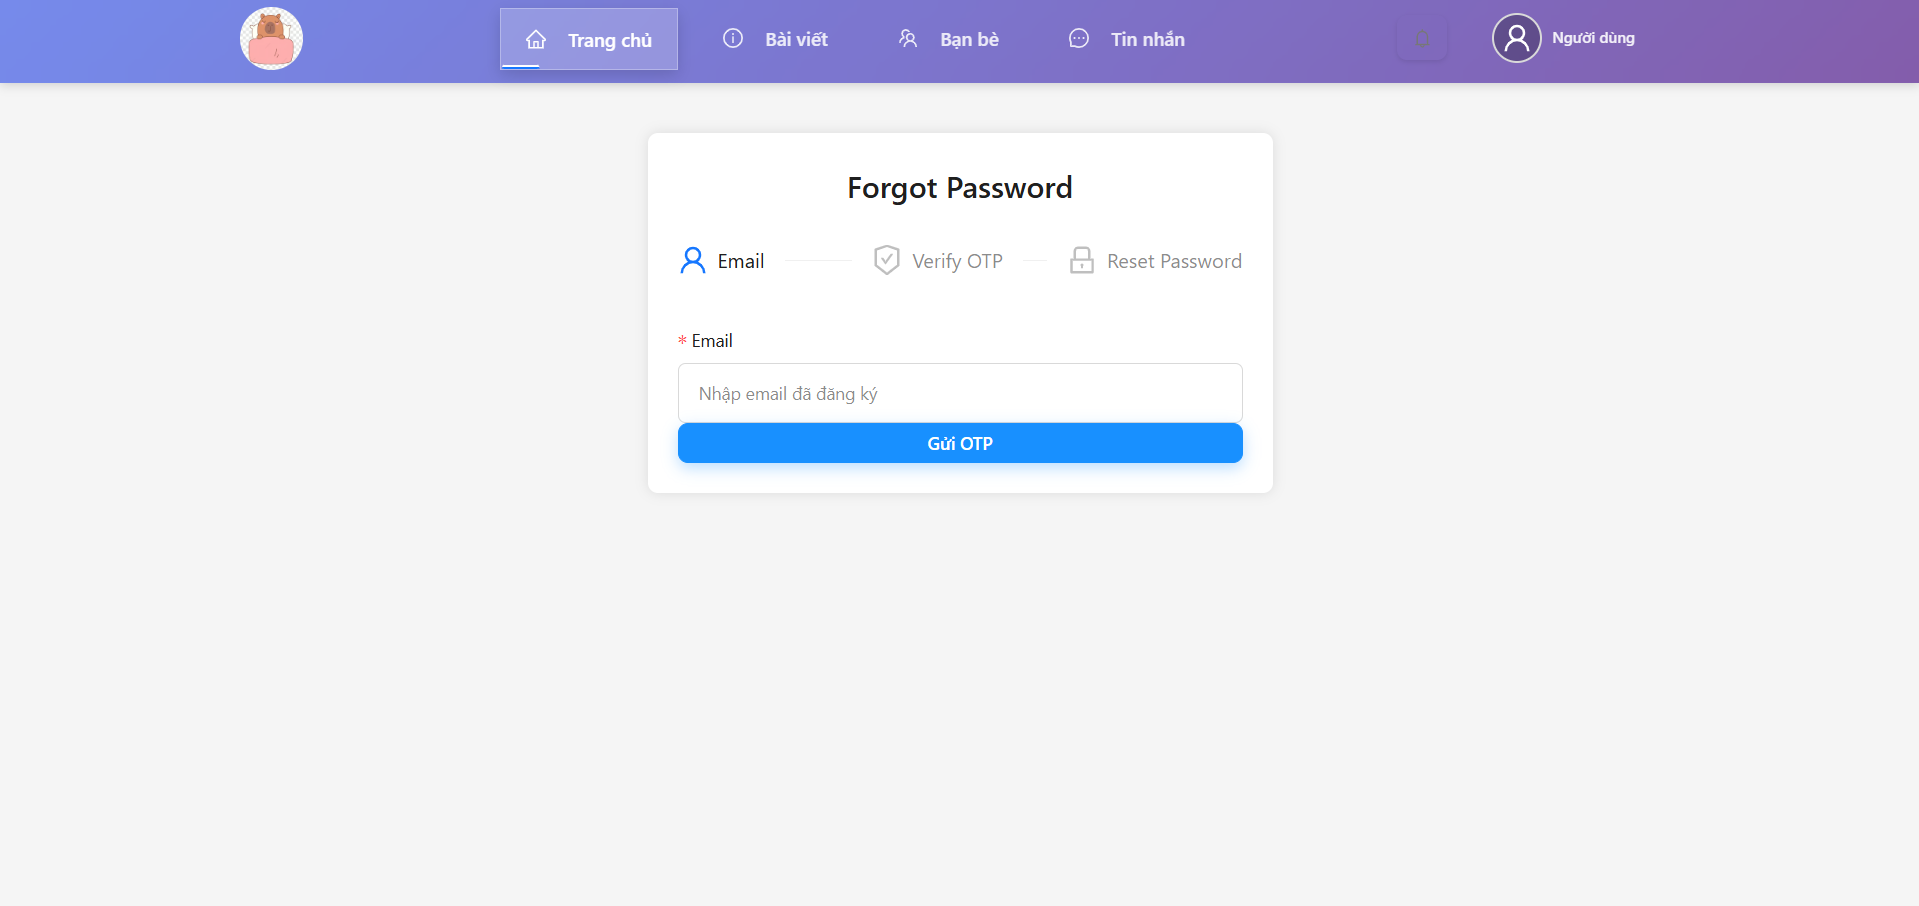 Trang chủ
Bài viết
Bạn bè
Tin nhắn
Người dùng
Forgot Password
Email
Verify OTP
Reset Password
* Email
Nhập email đã đăng ký
Gửi OTP